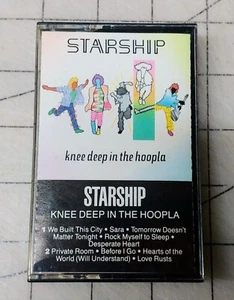 STARSHIP
knee deep in the hoopla
STARSHIP
KNEE DEEP IN THE HOOPLA
1 We Built This City • Sara • Tomorrow Doesn't
Matter Tonight • Rock Myself to Sleep •
Desperate Heart
2 Private Room • Before I Go • Hearts of the
World (Will Understand) • Love Rusts